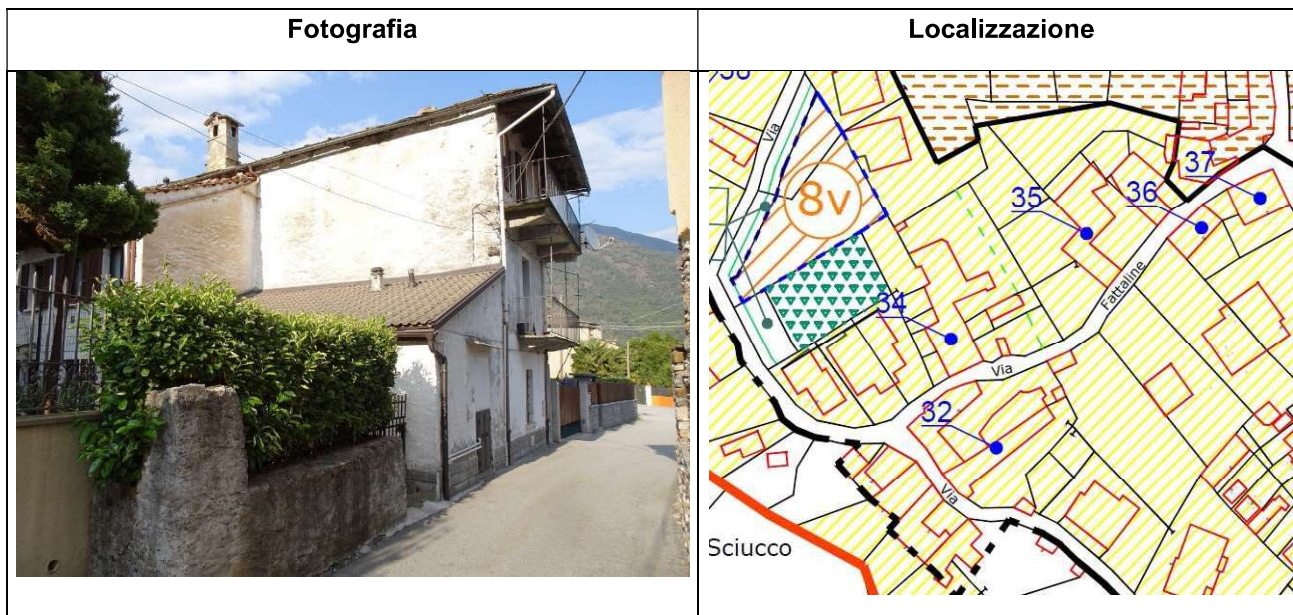 Fotografia
Localizzazione
Via
8v
35
36
37
34
Fattaline
Via
32
Via
Sciucco